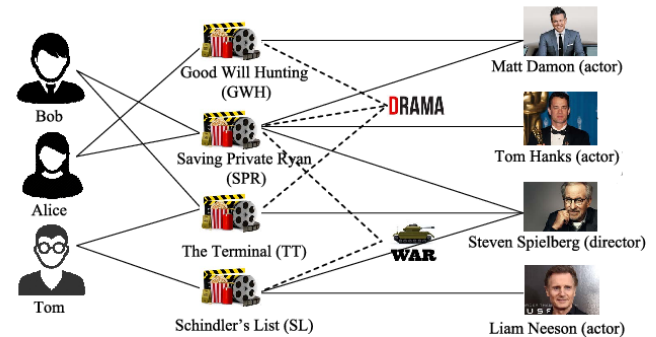 Bob
Alice
Tom
Good Will Hunting
(GWH)
Saving Private Ryan
(SPR)
The Terminal (TT)
Schindler's List (SL)
DRAMA
WAR
Matt Damon (actor)
Tom Hanks (actor)
Steven Spielberg (director)
USF
Liam Neeson (actor)